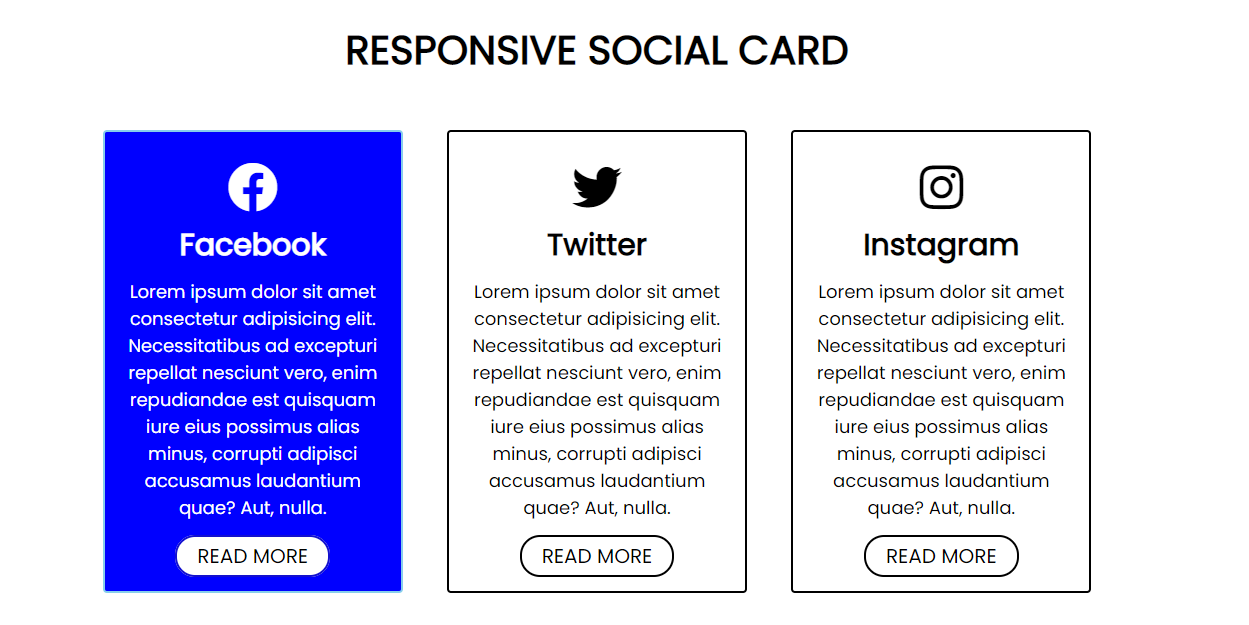 RESPONSIVE SOCIAL CARD
Facebook
Lorem ipsum dolor sit amet
consectetur adipisicing elit.
Necessitatibus ad excepturi
repellat nesciunt vero, enim
repudiandae est quisquam
iure eius possimus alias
minus, corrupti adipisci
accusamus laudantium
quae? Aut, nulla.
READ MORE
Twitter
Lorem ipsum dolor sit amet
consectetur adipisicing elit.
Necessitatibus ad excepturi
repellat nesciunt vero, enim
repudiandae est quisquam
iure eius possimus alias
minus, corrupti adipisci
accusamus laudantium
quae? Aut, nulla.
READ MORE
Instagram
Lorem ipsum dolor sit amet
consectetur adipisicing elit.
Necessitatibus ad excepturi
repellat nesciunt vero, enim
repudiandae est quisquam
iure eius possimus alias
minus, corrupti adipisci
accusamus laudantium
quae? Aut, nulla.
READ MORE